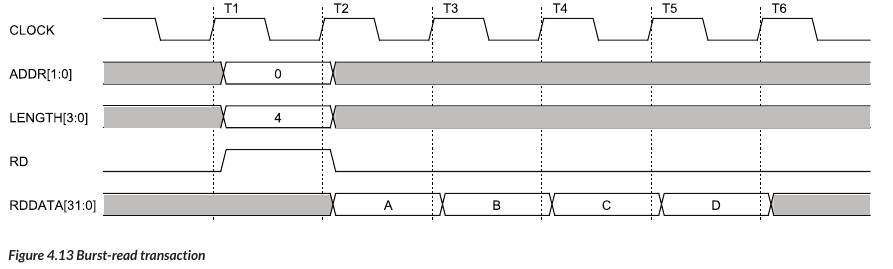 T1 T2 T3 T4 T5 T6
CLOCK
ADDR[1:0] 0
LENGTH[3:0] 4
RD
RDDATA[31:0] A B C D
Figure 4.13 Burst-read transaction